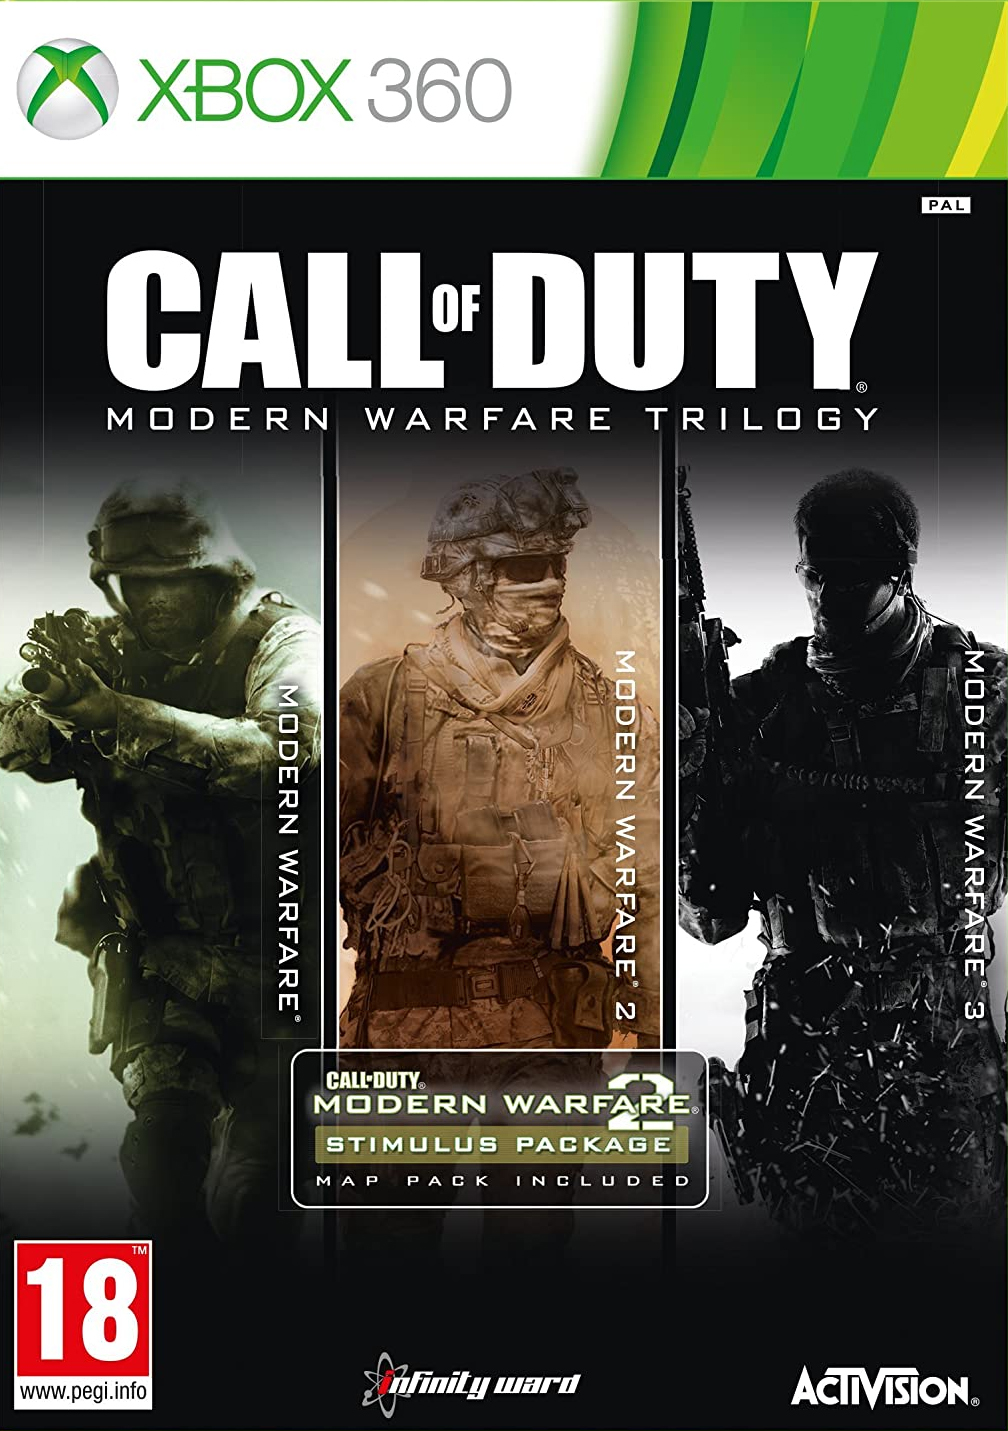 XBOX 360
PAL
CALL OF DUTY®
MODERN WARFARE TRILOGY
MODERN WARFARE®
MODERN WARFARE® 2
MODERN WARFARE® 3
CALL OF DUTY®
MODERN WARFARE® 2
STIMULUS PACKAGE
MAP PACK INCLUDED
18™
www.pegi.info
infinity ward
ACTIVISION®